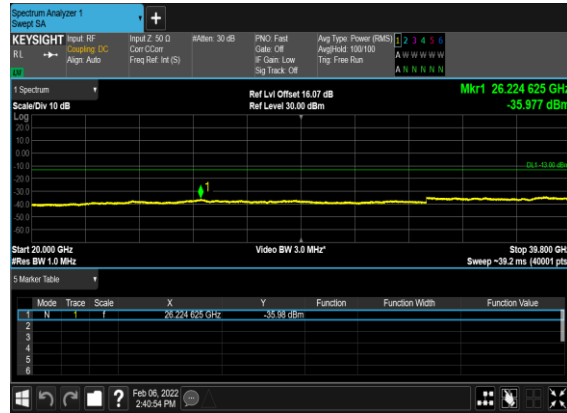 Spectrum Analyzer 1
Swept SA
+
KEYSIGHT Input: RF Input Z: 50 Ω #Atten: 30 dB PNO: Fast Avg Type: Power (RMS) 1 2 3 4 5 6
RL Coupling: DC Corr CCorr Gate: Off Avg|Hold: 100/100 A W W W W W
Align: Auto Freq Ref: Int (S) IF Gain: Low Trig: Free Run
Sig Track: Off A N N N N N
1 Spectrum Ref Lvl Offset 16.07 dB Mkr1 26.224 625 GHz
Scale/Div 10 dB Ref Level 30.00 dBm -35.977 dBm
Log
20.0
10.0
0.00
-10.0
DL1 -13.00 dBm
-20.0
-30.0
1
-40.0
-50.0
-60.0
Start 20.000 GHz Video BW 3.0 MHz* Stop 39.800 GHz
#Res BW 1.0 MHz Sweep ~39.2 ms (40001 pts)
5 Marker Table
Mode Trace Scale X Y Function Function Width Function Value
1 N 1 f 26.224 625 GHz -35.98 dBm
2
3
4
5
6
?
Feb 06, 2022
2:40:54 PM